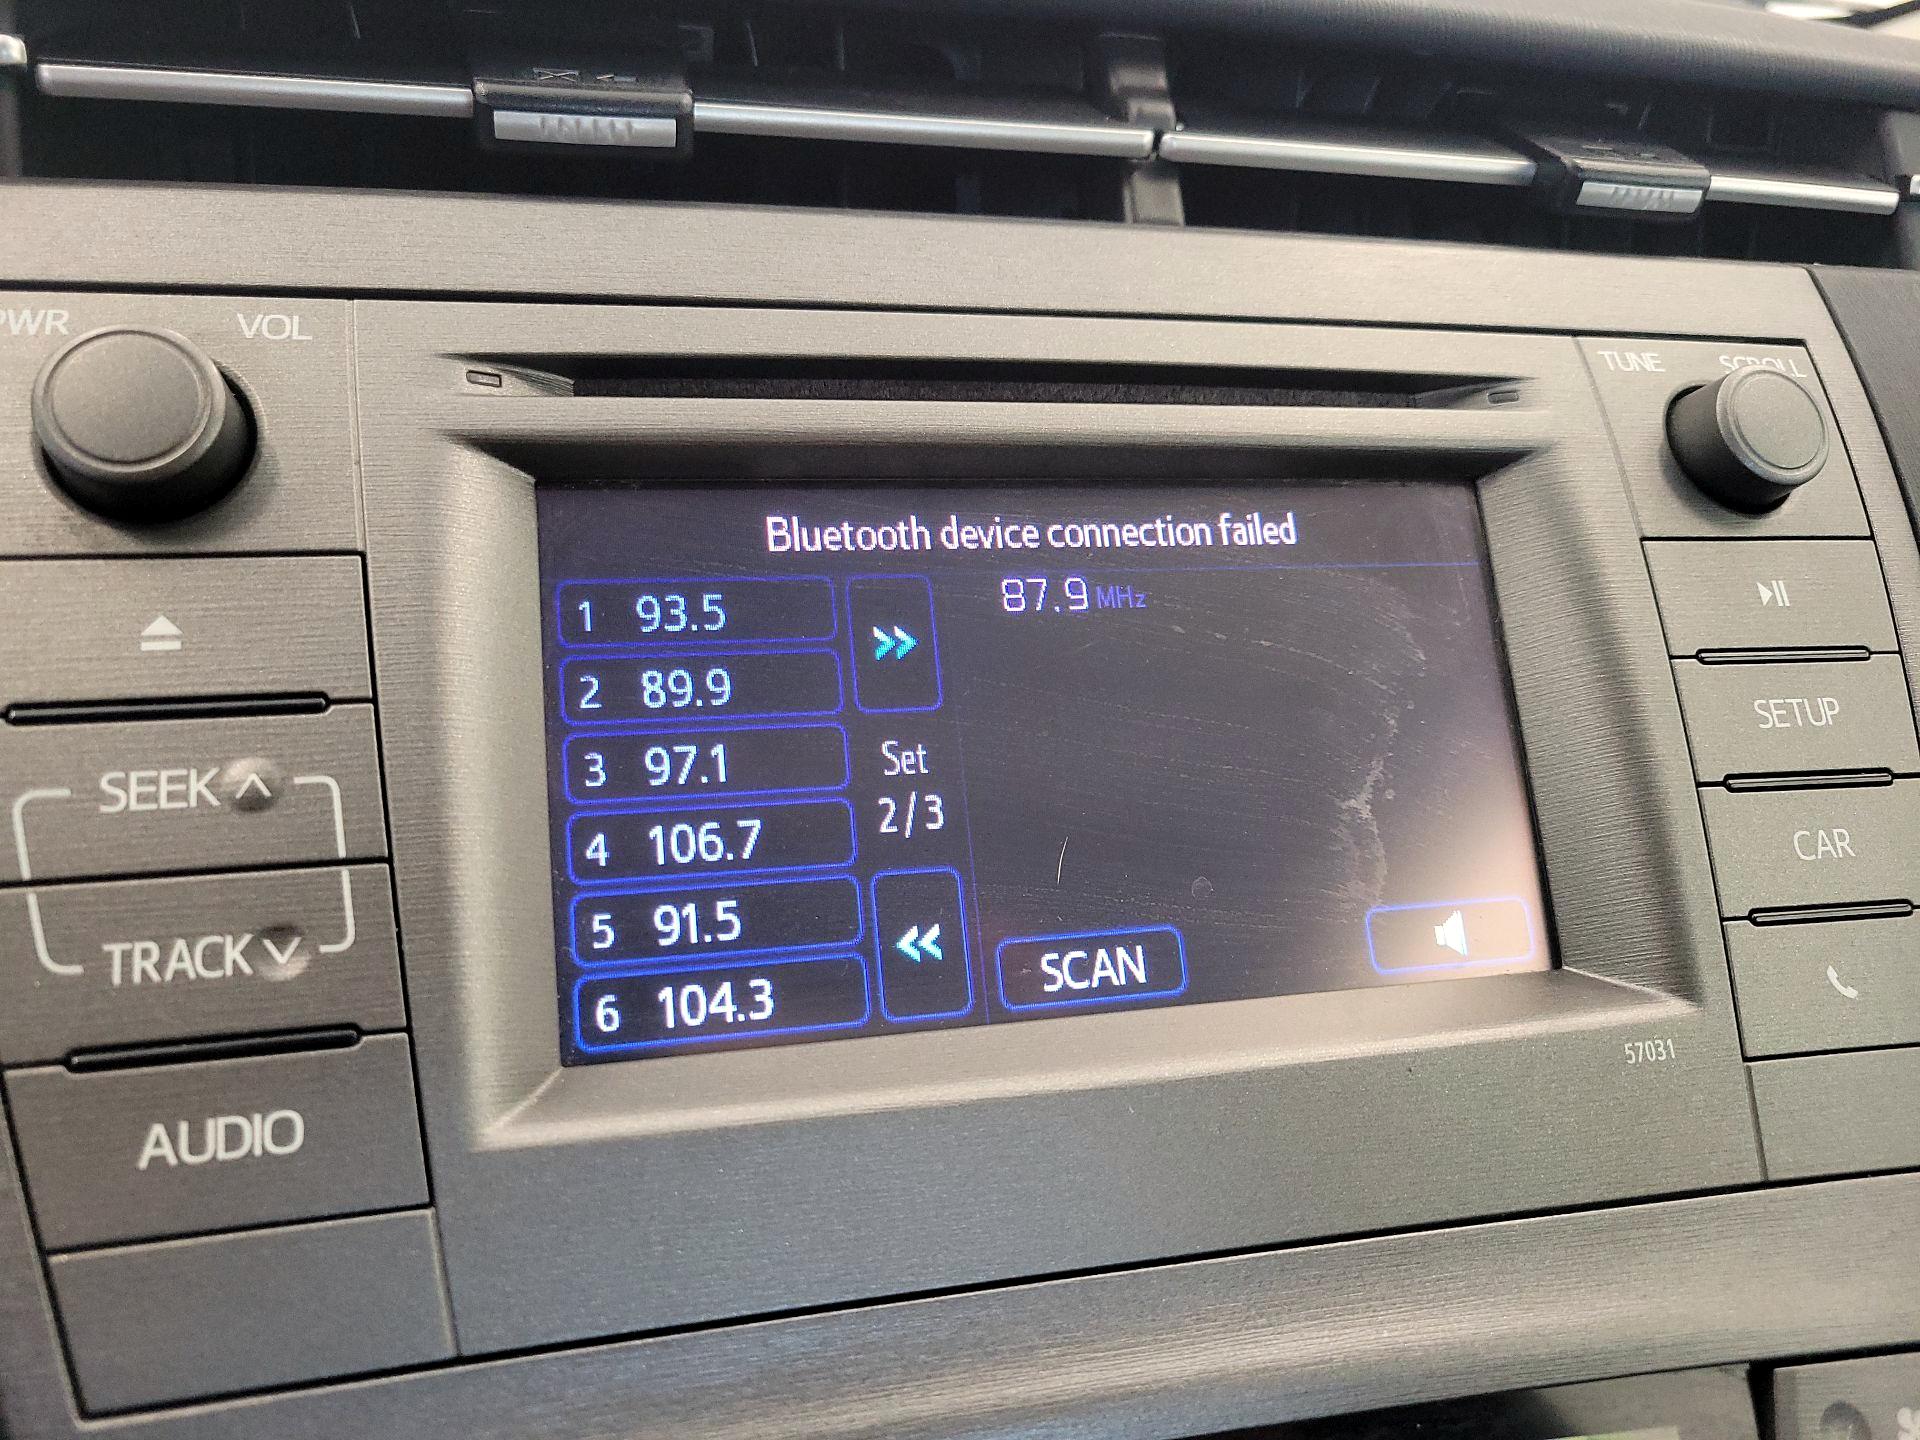 PWR
VOL
TUNE
SCROLL
Bluetooth device connection failed
1 93.5
2 89.9
3 97.1
4 106.7
5 91.5
6 104.3
Set
2/3
87.9 MHz
SCAN
SEEK
TRACK
AUDIO
SETUP
CAR
57031